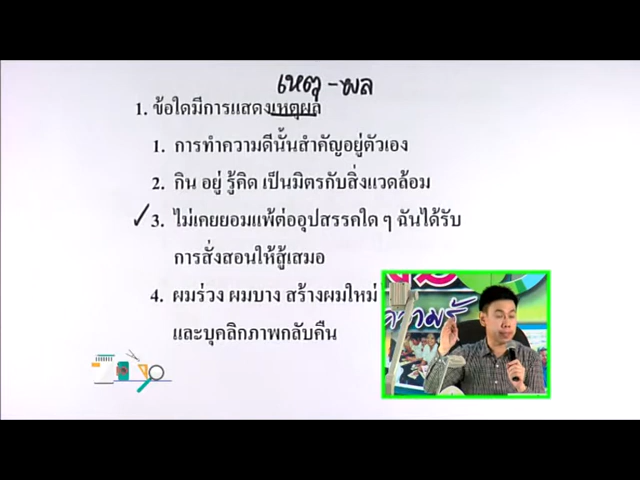 เหตุ - ผล
1. ข้อใดมีการแสดงเหตุผล
1. การทำความดีนั้นสำคัญอยู่ตัวเอง
2. กิน อยู่ รู้คิด เป็นมิตรกับสิ่งแวดล้อม
✓ 3. ไม่เคยยอมแพ้ต่ออุปสรรคใด ๆ ฉันได้รับ
การสั่งสอนให้สู้เสมอ
4. ผมร่วง ผมบาง สร้างผมใหม่
และบุคลิกภาพกลับคืน